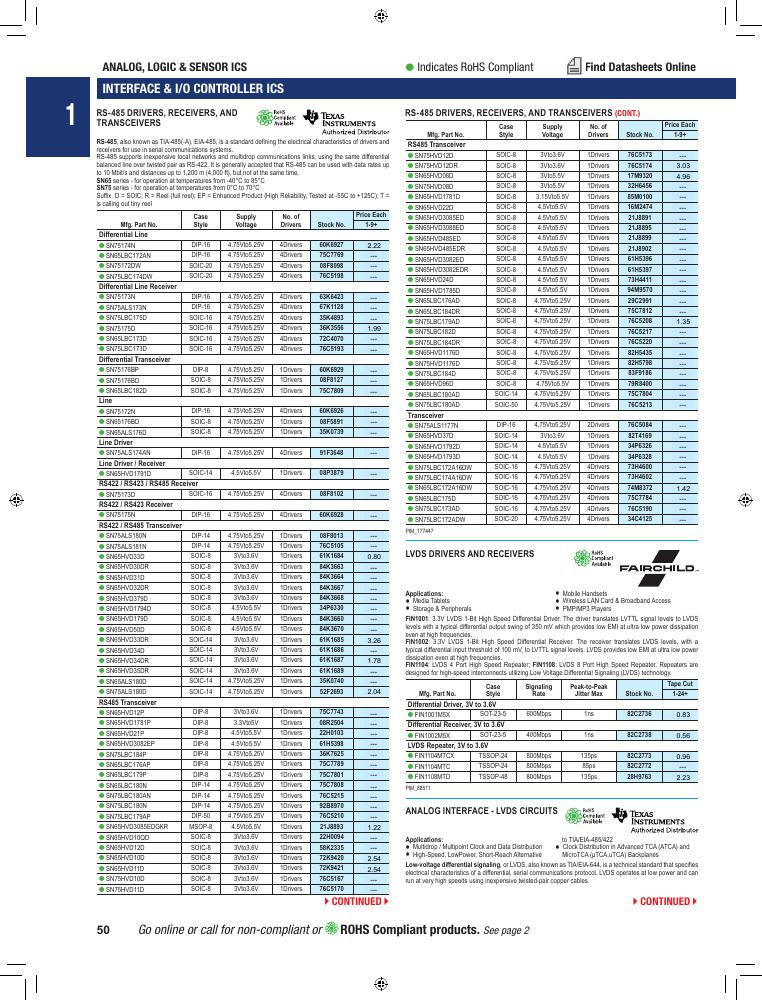 ANALOG, LOGIC & SENSOR ICS
Indicates RoHS Compliant
Find Datasheets Online
INTERFACE & I/O CONTROLLER ICS
1
RS-485 DRIVERS, RECEIVERS, AND
TRANSCEIVERS
RoHS
Compliant
Available
TEXAS
INSTRUMENTS
Authorized Distributor
RS-485, also known as TIA-485(-A), EIA-485, is a standard defining the electrical characteristics of drivers and
receivers for use in serial communications systems.
RS-485 supports inexpensive local networks and multidrop communications links, using the same differential
balanced line over twisted pair as RS-422. It is generally accepted that RS-485 can be used with data rates up
to 10 Mbit/s and distances up to 1,200 m (4,000 ft), but not at the same time.
SN65 series - for operation at temperatures from -40°C to 85°C
SN75 series - for operation at temperatures from 0°C to 70°C
Suffix. D = SOIC; R = Reel (full reel); EP = Enhanced Product (High Reliability, Tested at -55C to +125C); T =
is calling out tiny reel
Mfg. Part No. Case Style Supply Voltage No. of Drivers Stock No. Price Each 1-9+
Differential Line
SN75174N DIP-16 4.75Vto5.25V 4Drivers 60K6927 2.22
SN65LBC172AN DIP-16 4.75Vto5.25V 4Drivers 75C7769 ---
SN75172DW SOIC-20 4.75Vto5.25V 4Drivers 08F8098 ---
SN75LBC174DW SOIC-20 4.75Vto5.25V 4Drivers 76C5198 ---
Differential Line Receiver
SN75173N DIP-16 4.75Vto5.25V 4Drivers 63K6423 ---
SN75ALS173N DIP-16 4.75Vto5.25V 4Drivers 67K1128 ---
SN75LBC175D SOIC-16 4.75Vto5.25V 4Drivers 35K4893 ---
SN75175D SOIC-16 4.75Vto5.25V 4Drivers 36K3556 1.99
SN65LBC173D SOIC-16 4.75Vto5.25V 4Drivers 72C4070 ---
SN75LBC173D SOIC-16 4.75Vto5.25V 4Drivers 76C5193 ---
Differential Transceiver
SN75176BP DIP-8 4.75Vto5.25V 1Drivers 60K6929 ---
SN75176BD SOIC-8 4.75Vto5.25V 1Drivers 08F8127 ---
SN65LBC182D SOIC-8 4.75Vto5.25V 1Drivers 75C7809 ---
Line
SN75172N DIP-16 4.75Vto5.25V 4Drivers 60K6926 ---
SN65176BD SOIC-8 4.75Vto5.25V 1Drivers 08F5891 ---
SN65ALS176D SOIC-8 4.75Vto5.25V 1Drivers 35K0739 ---
Line Driver
SN75ALS174AN DIP-16 4.75Vto5.25V 4Drivers 91F3648 ---
Line Driver / Receiver
SN65HVD1791D SOIC-14 4.5Vto5.5V 1Drivers 08P3879 ---
RS422 / RS423 / RS485 Receiver
SN75173D SOIC-16 4.75Vto5.25V 4Drivers 08F8102 ---
RS422 / RS423 Receiver
SN75175N DIP-16 4.75Vto5.25V 4Drivers 60K6928 ---
RS422 / RS485 Transceiver
SN75ALS180N DIP-14 4.75Vto5.25V 1Drivers 08F8013 ---
SN75ALS181N DIP-14 4.75Vto5.25V 1Drivers 76C5105 ---
SN65HVD33D SOIC-8 3Vto3.6V 1Drivers 61K1684 0.80
SN65HVD30DR SOIC-8 3Vto3.6V 1Drivers 84K3663 ---
SN65HVD31D SOIC-8 3Vto3.6V 1Drivers 84K3664 ---
SN65HVD32DR SOIC-8 3Vto3.6V 1Drivers 84K3667 ---
SN65HVD379D SOIC-8 3Vto3.6V 1Drivers 84K3668 ---
SN65HVD1794D SOIC-8 4.5Vto5.5V 1Drivers 34P6330 ---
SN65HVD179D SOIC-8 4.5Vto5.5V 1Drivers 84K3660 ---
SN65HVD50D SOIC-8 4.5Vto5.5V 1Drivers 84K3670 ---
SN65HVD33DR SOIC-14 3Vto3.6V 1Drivers 61K1685 3.26
SN65HVD34D SOIC-14 3Vto3.6V 1Drivers 61K1686 ---
SN65HVD34DR SOIC-14 3Vto3.6V 1Drivers 61K1687 1.78
SN65HVD35DR SOIC-14 3Vto3.6V 1Drivers 61K1689 ---
SN65ALS180D SOIC-14 4.75Vto5.25V 1Drivers 35K0740 ---
SN75ALS180D SOIC-14 4.75Vto5.25V 1Drivers 52F2693 2.04
RS485 Transceiver
SN65HVD12P DIP-8 3Vto3.6V 1Drivers 75C7743 ---
SN65HVD1781P DIP-8 3.3Vto5V 1Drivers 08R2504 ---
SN65HVD21P DIP-8 4.5Vto5.5V 1Drivers 22H0103 ---
SN65HVD3082EP DIP-8 4.5Vto5.5V 1Drivers 61H5398 ---
SN75LBC184P DIP-8 4.75Vto5.25V 1Drivers 36K7625 ---
SN65LBC176AP DIP-8 4.75Vto5.25V 1Drivers 75C7789 ---
SN65LBC179P DIP-8 4.75Vto5.25V 1Drivers 75C7801 ---
SN65LBC180N DIP-14 4.75Vto5.25V 1Drivers 75C7808 ---
SN75LBC180AN DIP-14 4.75Vto5.25V 1Drivers 76C5215 ---
SN75LBC180N DIP-14 4.75Vto5.25V 1Drivers 92B8970 ---
SN75LBC179AP DIP-50 4.75Vto5.25V 1Drivers 76C5210 ---
SN65HVD3085EDGKR MSOP-8 4.5Vto5.5V 1Drivers 21J8893 1.22
SN65HVD10QD SOIC-8 3Vto3.6V 1Drivers 22H0094 ---
SN65HVD12D SOIC-8 3Vto3.6V 1Drivers 58K2335 ---
SN65HVD10D SOIC-8 3Vto3.6V 1Drivers 72K9420 2.54
SN65HVD11D SOIC-8 3Vto3.6V 1Drivers 72K9421 2.54
SN75HVD10D SOIC-8 3Vto3.6V 1Drivers 76C5167 ---
SN75HVD11D SOIC-8 3Vto3.6V 1Drivers 76C5170 ---
CONTINUED
RS-485 DRIVERS, RECEIVERS, AND TRANSCEIVERS (CONT.)
Mfg. Part No. Case Style Supply Voltage No. of Drivers Stock No. Price Each 1-9+
RS485 Transceiver
SN75HVD12D SOIC-8 3Vto3.6V 1Drivers 76C5173 ---
SN75HVD12DR SOIC-8 3Vto3.6V 1Drivers 76C5174 3.03
SN65HVD08D SOIC-8 3Vto3.6V 1Drivers 17M9320 4.96
SN75HVD08D SOIC-8 3Vto3.6V 1Drivers 32H6456 ---
SN65HVD1781D SOIC-8 3.15Vto5.5V 1Drivers 85M0100 ---
SN65HVD22D SOIC-8 4.5Vto5.5V 1Drivers 16M2474 ---
SN65HVD3085ED SOIC-8 4.5Vto5.5V 1Drivers 21J8891 ---
SN65HVD3088ED SOIC-8 4.5Vto5.5V 1Drivers 21J8895 ---
SN65HVD485ED SOIC-8 4.5Vto5.5V 1Drivers 21J8899 ---
SN65HVD485EDR SOIC-8 4.5Vto5.5V 1Drivers 21J8902 ---
SN65HVD3082ED SOIC-8 4.5Vto5.5V 1Drivers 61H5396 ---
SN65HVD3082EDR SOIC-8 4.5Vto5.5V 1Drivers 61H5397 ---
SN65HVD24D SOIC-8 4.5Vto5.5V 1Drivers 73H4411 ---
SN65HVD1785D SOIC-8 4.5Vto5.5V 1Drivers 94M9570 ---
SN65LBC176AD SOIC-8 4.75Vto5.25V 1Drivers 29C2991 ---
SN65LBC184DR SOIC-8 4.75Vto5.25V 1Drivers 75C7812 ---
SN75LBC179AD SOIC-8 4.75Vto5.25V 1Drivers 76C5208 1.35
SN75LBC182D SOIC-8 4.75Vto5.25V 1Drivers 76C5217 ---
SN75LBC184DR SOIC-8 4.75Vto5.25V 1Drivers 76C5220 ---
SN65HVD1176D SOIC-8 4.75Vto5.25V 1Drivers 82H5435 ---
SN75HVD1176D SOIC-8 4.75Vto5.25V 1Drivers 82H5798 ---
SN75LBC184D SOIC-8 4.75Vto5.25V 1Drivers 83F9186 ---
SN65HVD96D SOIC-8 4.75Vto5.5V 1Drivers 79R8400 ---
SN65LBC180AD SOIC-14 4.75Vto5.25V 1Drivers 75C7804 ---
SN75LBC180AD SOIC-50 4.75Vto5.25V 1Drivers 76C5213 ---
Transceiver
SN75ALS1177N DIP-16 4.75Vto5.25V 2Drivers 76C5084 ---
SN65HVD37D SOIC-14 3Vto3.6V 1Drivers 82T4169 ---
SN65HVD1792D SOIC-14 4.5Vto5.5V 1Drivers 34P6326 ---
SN65HVD1793D SOIC-14 4.5Vto5.5V 1Drivers 34P6328 ---
SN65LBC172A16DW SOIC-16 4.75Vto5.25V 4Drivers 73H4600 ---
SN65LBC174A16DW SOIC-16 4.75Vto5.25V 4Drivers 73H4602 ---
SN65LBC172A16DW SOIC-16 4.75Vto5.25V 4Drivers 74M8372 1.42
SN65LBC175D SOIC-16 4.75Vto5.25V 4Drivers 75C7784 ---
SN75LBC173AD SOIC-16 4.75Vto5.25V 4Drivers 76C5190 ---
SN75LBC172ADW SOIC-20 4.75Vto5.25V 4Drivers 34C4125 ---
PIM_177447
LVDS DRIVERS AND RECEIVERS
RoHS
Compliant
Available
FAIRCHILD
Applications:
Media Tablets
Storage & Peripherals
Mobile Handsets
Wireless LAN Card & Broadband Access
PMP/MP3 Players
FIN1001: 3.3V LVDS 1-Bit High Speed Differential Driver. The driver translates LVTTL signal levels to LVDS
levels with a typical differential output swing of 350 mV which provides low EMI at ultra low power dissipation
even at high frequencies.
FIN1002: 3.3V LVDS 1-Bit High Speed Differential Receiver. The receiver translates LVDS levels, with a
typical differential input threshold of 100 mV, to LVTTL signal levels. LVDS provides low EMI at ultra low power
dissipation even at high frequencies.
FIN1104: LVDS 4 Port High Speed Repeater; FIN1108: LVDS 8 Port High Speed Repeater. Repeaters are
designed for high-speed interconnects utilizing Low Voltage Differential Signaling (LVDS) technology.
Mfg. Part No. Case Style Signaling Rate Peak-to-Peak Jitter Max Stock No. Tape Cut 1-24+
Differential Driver, 3V to 3.6V
FIN1001M5X SOT-23-5 600Mbps 1ns 82C2736 0.83
Differential Receiver, 3V to 3.6V
FIN1002M5X SOT-23-5 400Mbps 1ns 82C2738 0.56
LVDS Repeater, 3V to 3.6V
FIN1104MTCX TSSOP-24 800Mbps 135ps 82C2773 0.96
FIN1104MTC TSSOP-24 800Mbps 85ps 82C2772 ---
FIN1108MTD TSSOP-48 800Mbps 135ps 28H9763 2.23
PIM_68511
ANALOG INTERFACE - LVDS CIRCUITS
RoHS
Compliant
Available
TEXAS
INSTRUMENTS
Authorized Distributor
Applications:
Multidrop / Multipoint Clock and Data Distribution
High-Speed, LowPower, Short-Reach Alternative
to TIA/EIA-485/422
Clock Distribution in Advanced TCA (ATCA) and
MicroTCA (µTCA,uTCA) Backplanes
Low-voltage differential signaling, or LVDS, also known as TIA/EIA-644, is a technical standard that specifies
electrical characteristics of a differential, serial communications protocol. LVDS operates at low power and can
run at very high speeds using inexpensive twisted-pair copper cables.
CONTINUED
50
Go online or call for non-compliant or RoHS Compliant products. See page 2